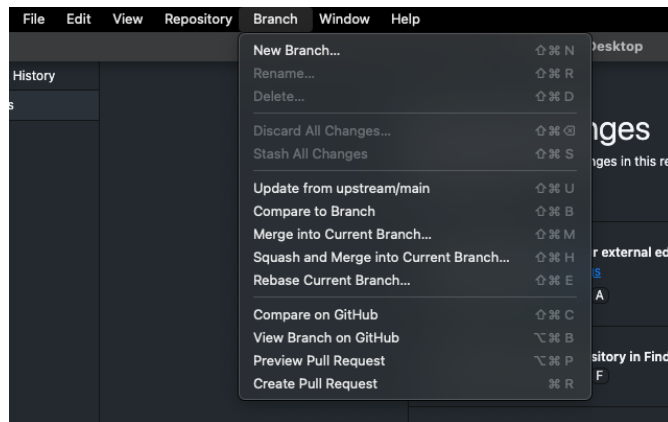 File Edit View Repository Branch Window Help
Desktop
History
New Branch... ⇧⌘ N
Rename... ⇧⌘ R
Delete... ⇧⌘ D
Discard All Changes... ⇧⌘⌫
Stash All Changes ⇧⌘ S
Update from upstream/main ⇧⌘ U
Compare to Branch ⇧⌘ B
Merge into Current Branch... ⇧⌘ M
Squash and Merge into Current Branch... ⇧⌘ H
Rebase Current Branch... ⇧⌘ E
Compare on GitHub ⇧⌘ C
View Branch on GitHub ⌥⌘ B
Preview Pull Request ⌥⌘ P
Create Pull Request ⌘ R
nges
nges in this re
r external ed
s
A
sitory in Find
F